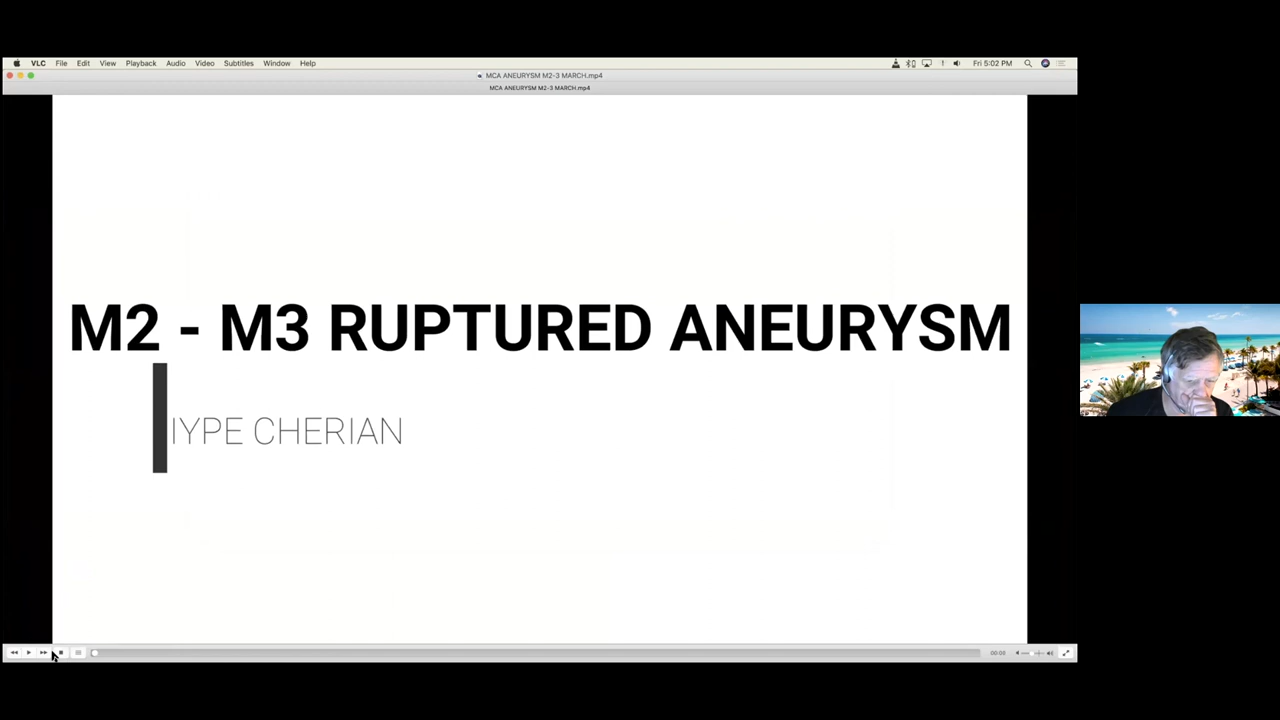 VLC File Edit View Playback Audio Video Subtitles Window Help Fri 5:02 PM
MCA ANEURYSM M2-3 MARCH.mp4
MCA ANEURYSM M2-3 MARCH.mp4
M2 - M3 RUPTURED ANEURYSM
IYPE CHERIAN
00:00